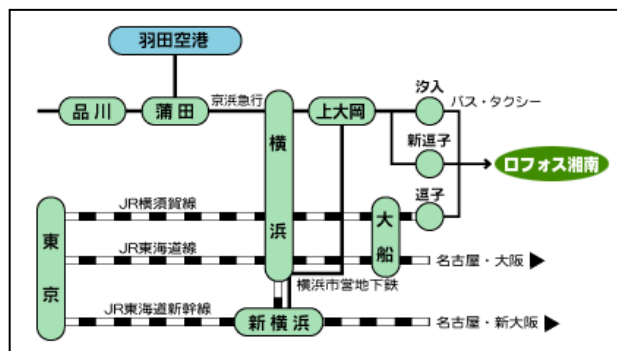 羽田空港
品川
蒲田
京浜急行
横浜
上大岡
汐入
バス・タクシー
新逗子
ロフォス湘南
逗子
JR横須賀線
東京
大船
JR東海道線
名古屋・大阪
横浜市営地下鉄
JR東海道新幹線
新横浜
名古屋・新大阪